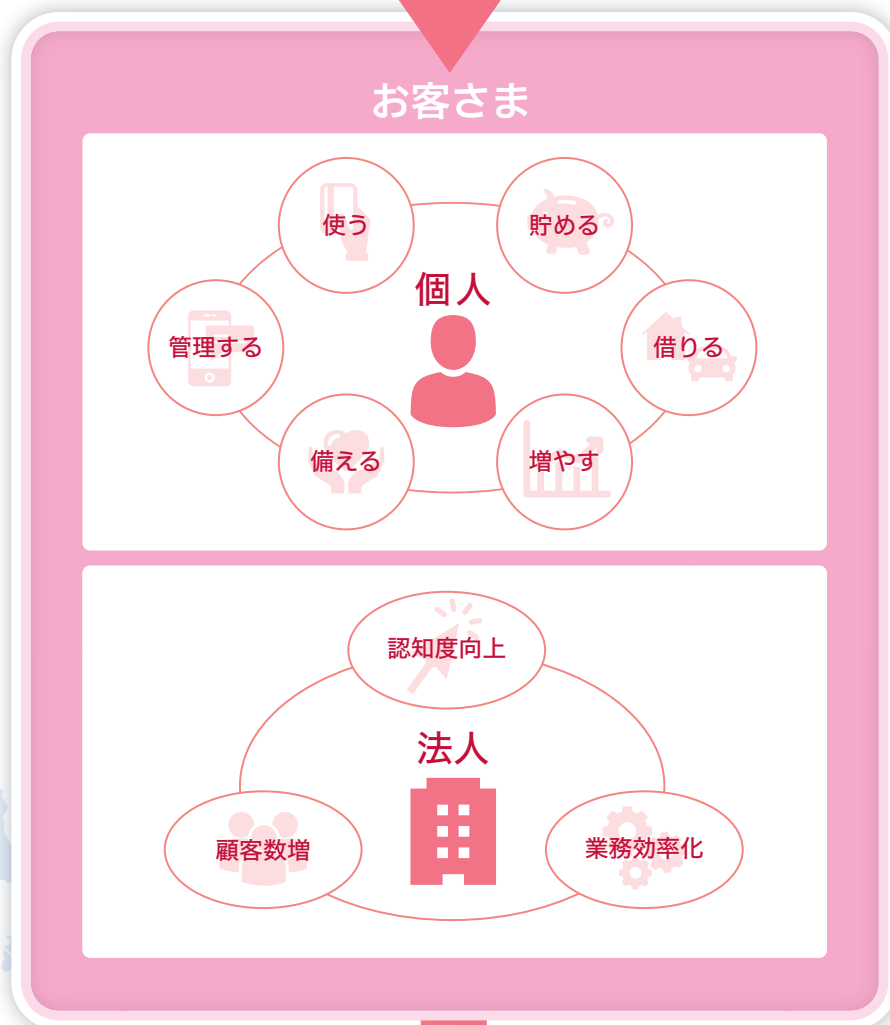 お客さま
使う
貯める
個人
管理する
借りる
備える
増やす
認知度向上
法人
顧客数増
業務効率化